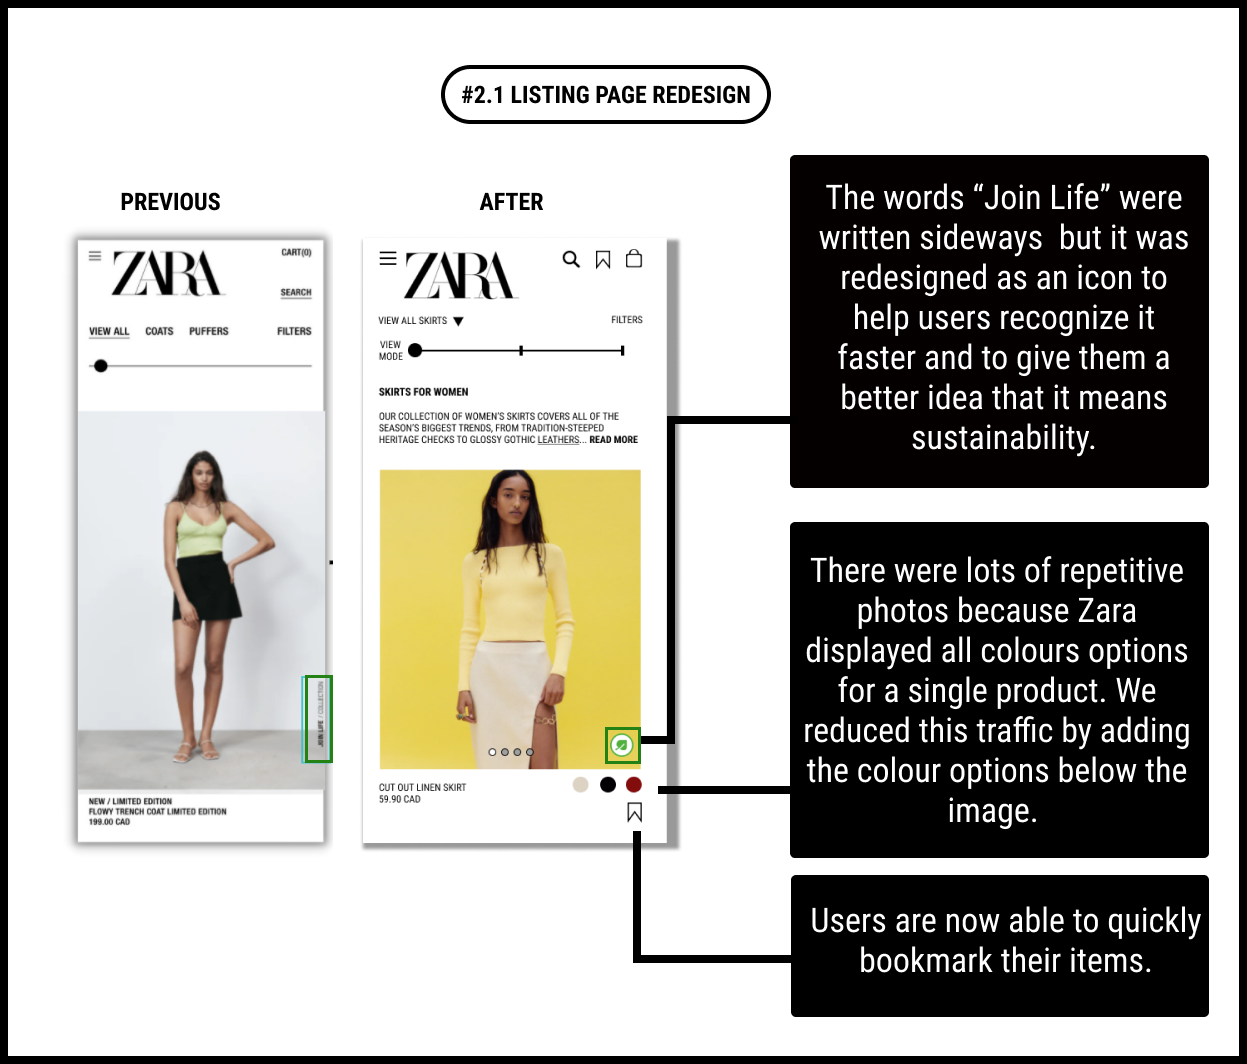 #2.1 LISTING PAGE REDESIGN
PREVIOUS
ZARA
CART(0)
SEARCH
VIEW ALL COATS PUFFERS FILTERS
JOIN LIFE / COLLECTION
NEW / LIMITED EDITION
FLOWY TRENCH COAT LIMITED EDITION
199.00 CAD
AFTER
ZARA
VIEW ALL SKIRTS ▼ FILTERS
VIEW
MODE
SKIRTS FOR WOMEN
OUR COLLECTION OF WOMEN'S SKIRTS COVERS ALL OF THE
SEASON'S BIGGEST TRENDS, FROM TRADITION-STEEPED
HERITAGE CHECKS TO GLOSSY GOTHIC LEATHERS... READ MORE
CUT OUT LINEN SKIRT
59.90 CAD
The words “Join Life” were
written sideways but it was
redesigned as an icon to
help users recognize it
faster and to give them a
better idea that it means
sustainability.
There were lots of repetitive
photos because Zara
displayed all colours options
for a single product. We
reduced this traffic by adding
the colour options below the
image.
Users are now able to quickly
bookmark their items.